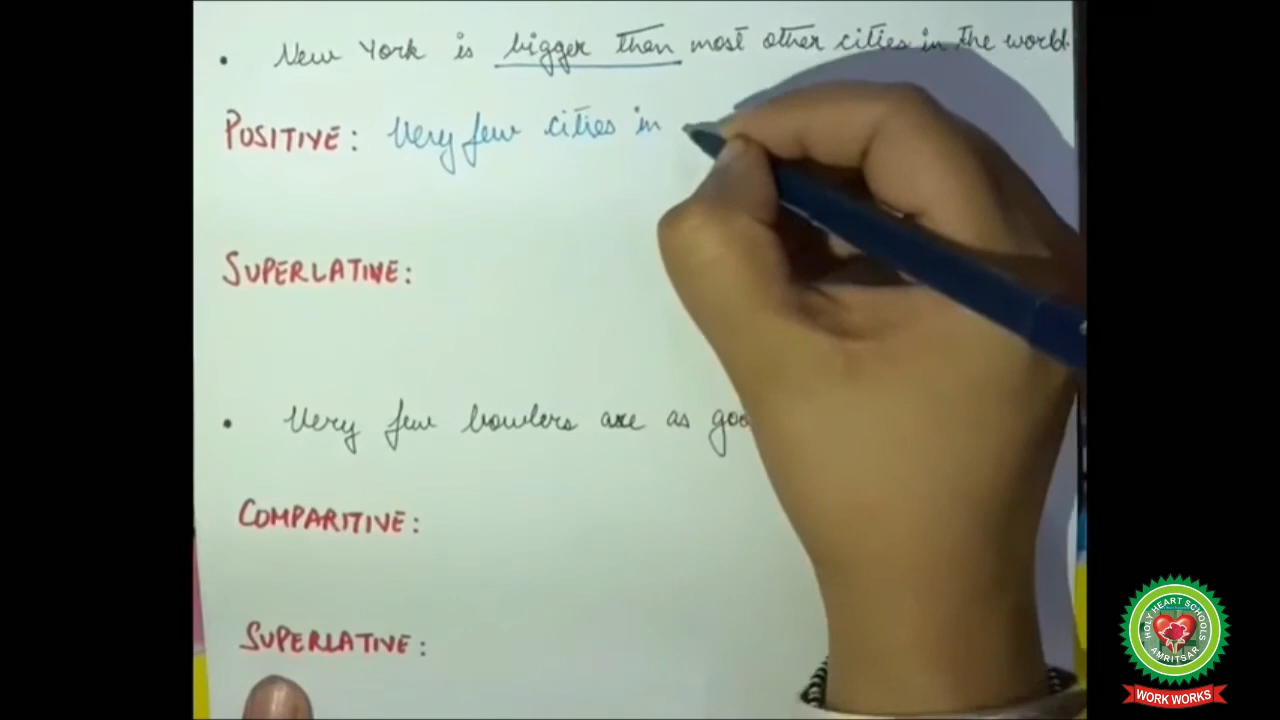 • New York is bigger than most other cities in the world.
POSITIVE: Very few cities in
SUPERLATIVE:
• Very few bowlers are as goo
COMPARITIVE:
SUPERLATIVE:
HOLY HEART SCHOOLS
AMRITSAR
WORK WORKS